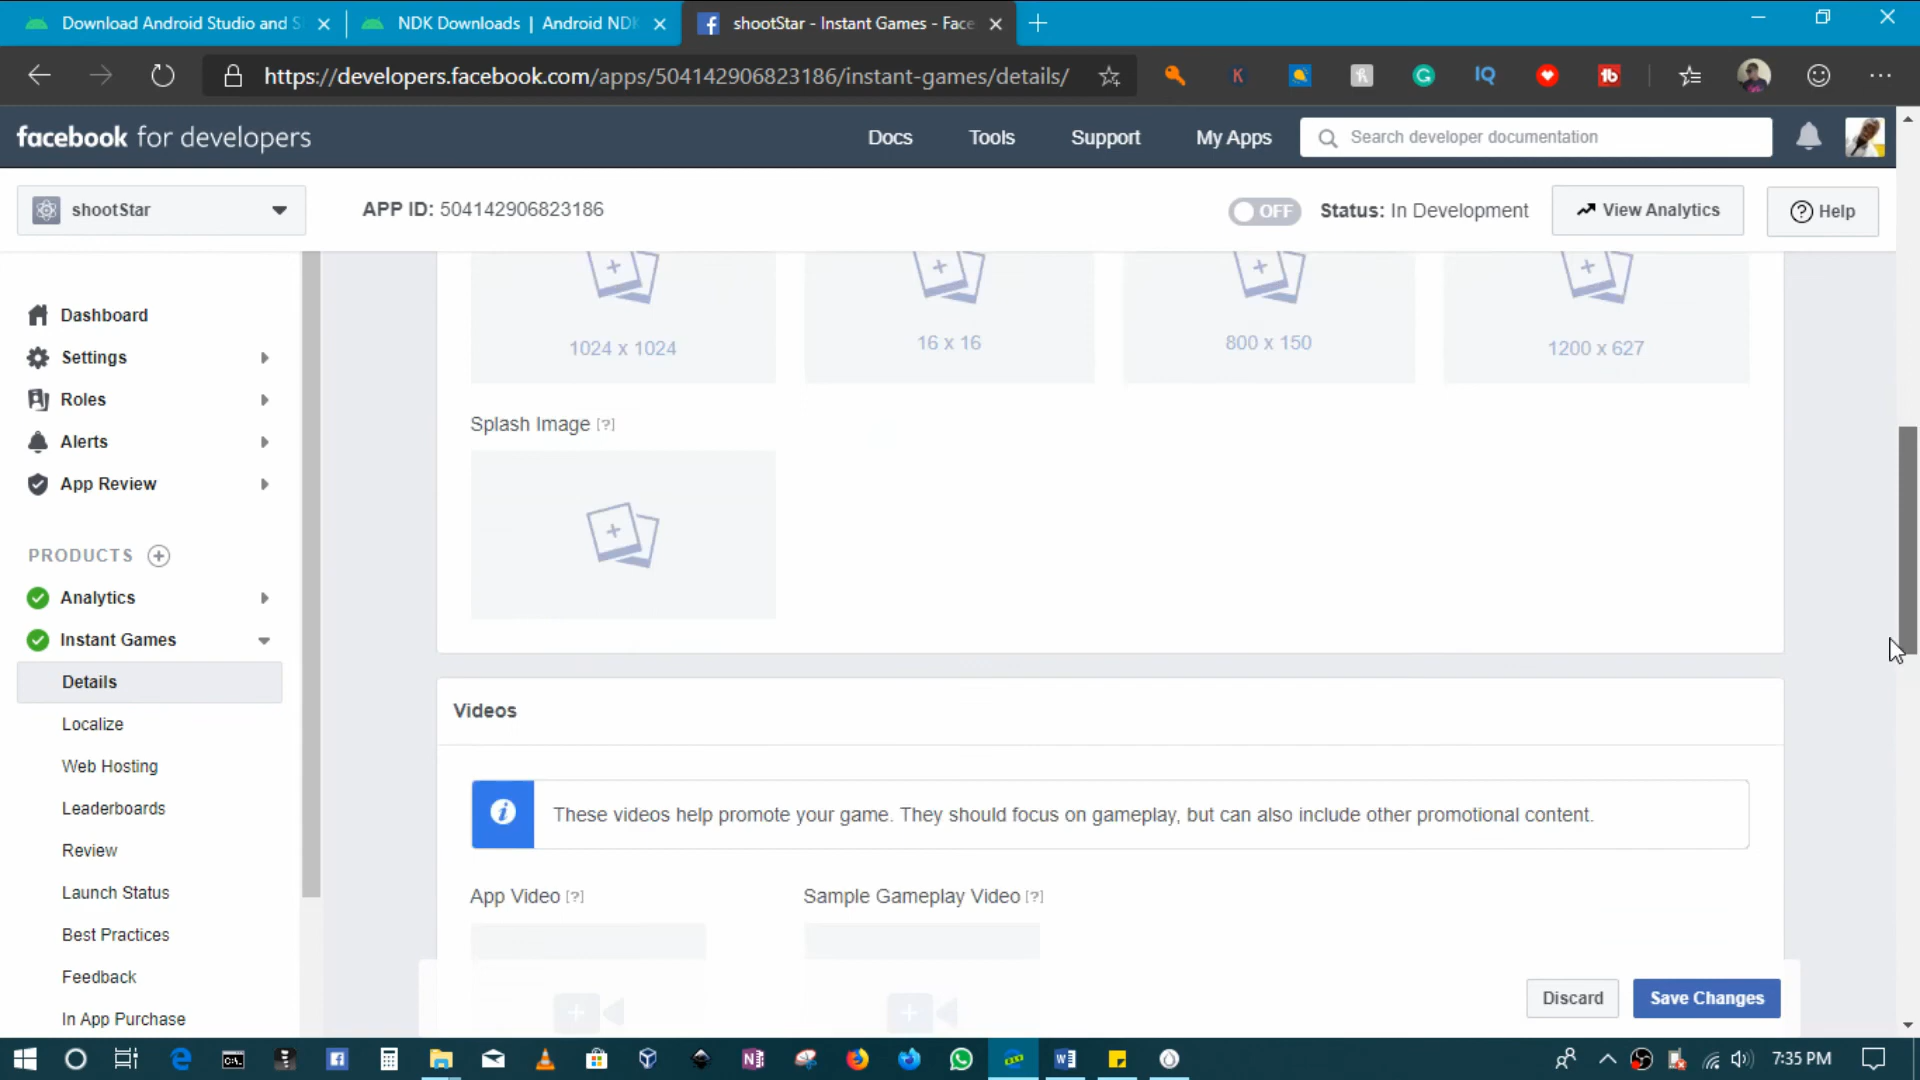 Download Android Studio and S
NDK Downloads | Android NDK
shootStar - Instant Games - Face
https://developers.facebook.com/apps/504142906823186/instant-games/details/
facebook for developers
Docs
Tools
Support
My Apps
Search developer documentation
shootStar
APP ID: 504142906823186
OFF
Status: In Development
View Analytics
Help
Dashboard
Settings
Roles
Alerts
App Review
PRODUCTS
Analytics
Instant Games
Details
Localize
Web Hosting
Leaderboards
Review
Launch Status
Best Practices
Feedback
In App Purchase
1024 x 1024
16 x 16
800 x 150
1200 x 627
Splash Image [?]
Videos
These videos help promote your game. They should focus on gameplay, but can also include other promotional content.
App Video [?]
Sample Gameplay Video [?]
Discard
Save Changes
7:35 PM